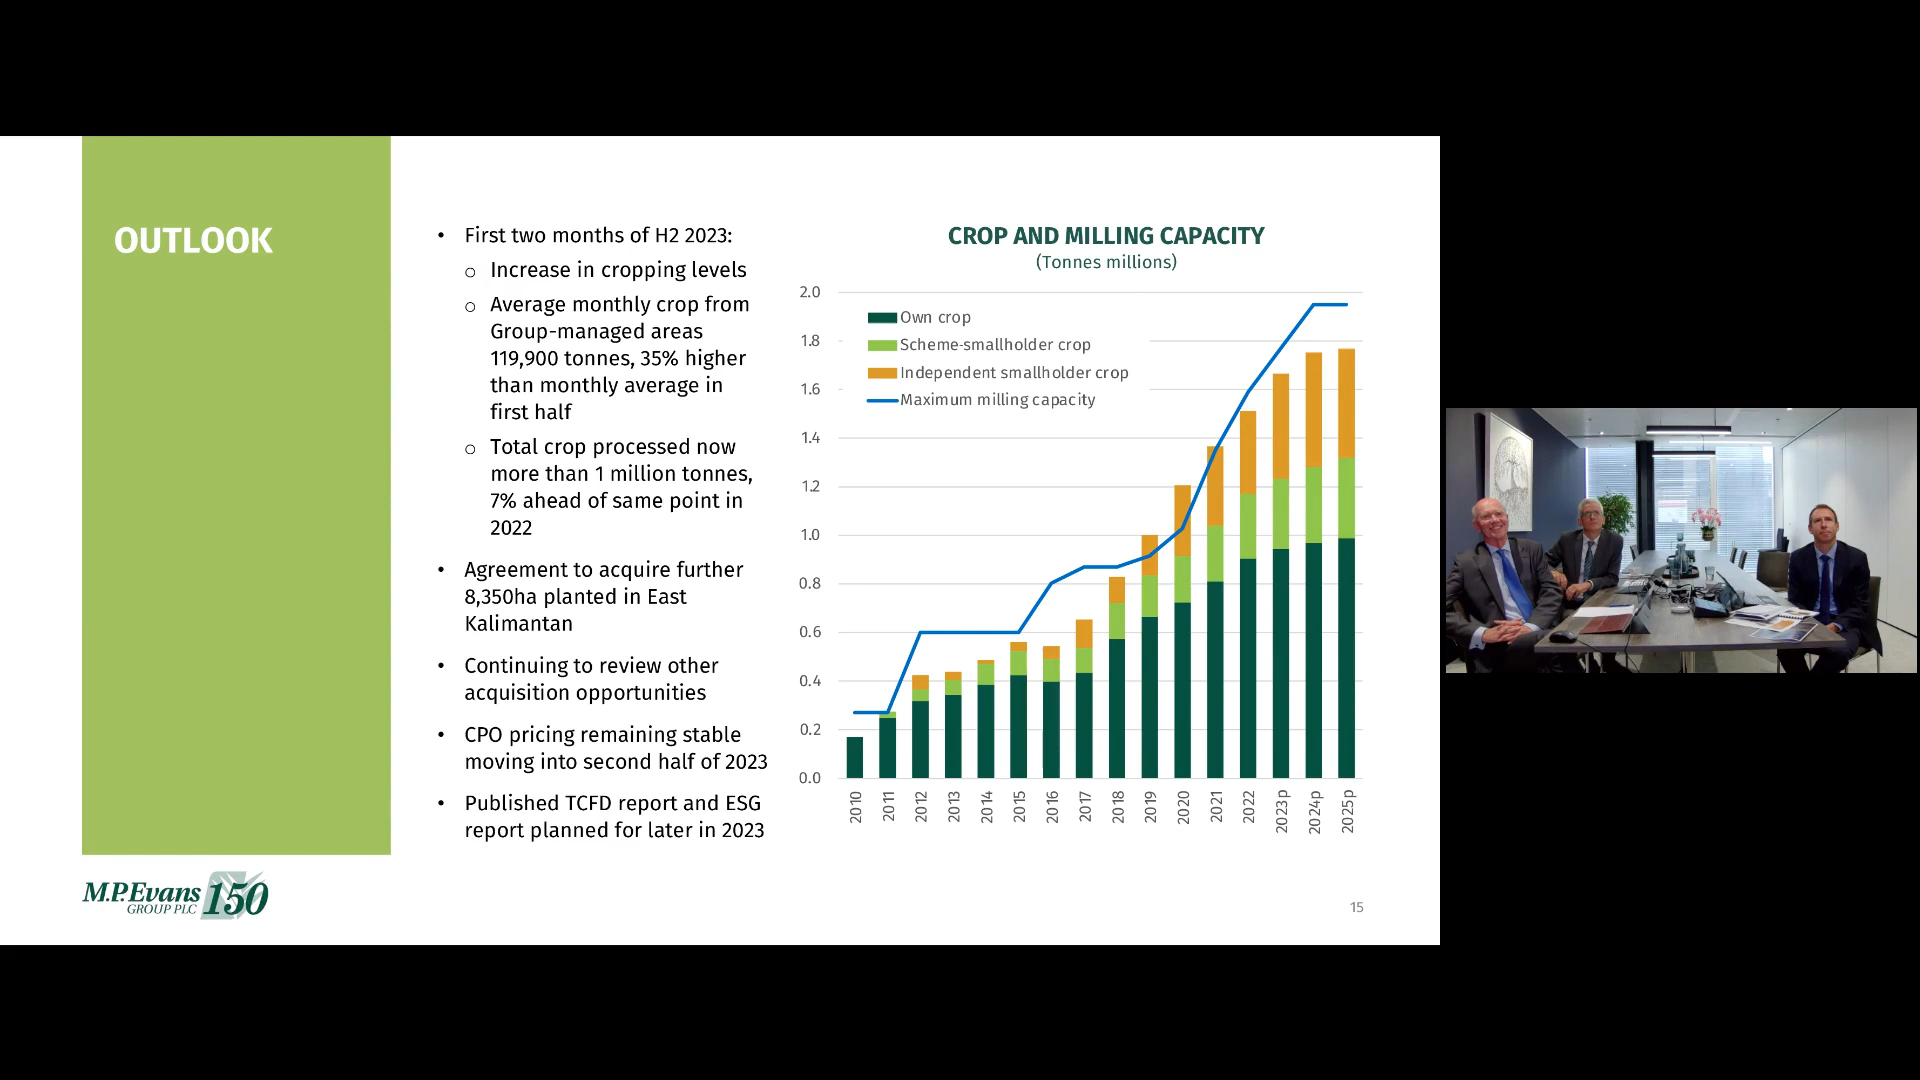 OUTLOOK
• First two months of H2 2023:
o Increase in cropping levels
o Average monthly crop from
Group-managed areas
119,900 tonnes, 35% higher
than monthly average in
first half
o Total crop processed now
more than 1 million tonnes,
7% ahead of same point in
2022
• Agreement to acquire further
8,350ha planted in East
Kalimantan
• Continuing to review other
acquisition opportunities
• CPO pricing remaining stable
moving into second half of 2023
• Published TCFD report and ESG
report planned for later in 2023
CROP AND MILLING CAPACITY
(Tonnes millions)
2.0
1.8
1.6
1.4
1.2
1.0
0.8
0.6
0.4
0.2
0.0
Own crop
Scheme-smallholder crop
Independent smallholder crop
Maximum milling capacity
2010
2011
2012
2013
2014
2015
2016
2017
2018
2019
2020
2021
2022
2023p
2024p
2025p
M.P.Evans 150
GROUP PLC
15